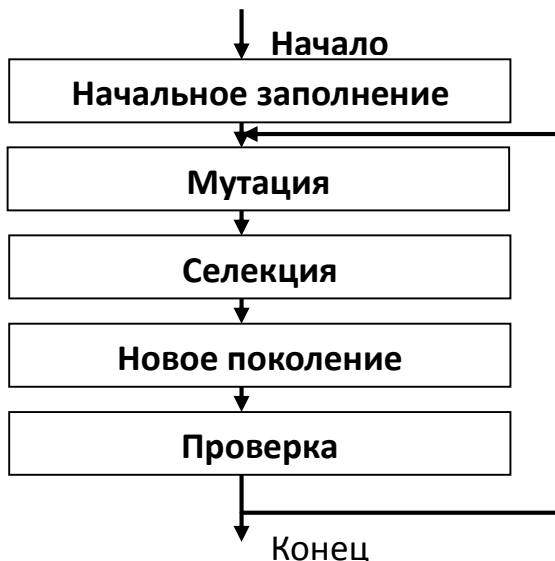 Начало
Начальное заполнение
Мутация
Селекция
Новое поколение
Проверка
Конец